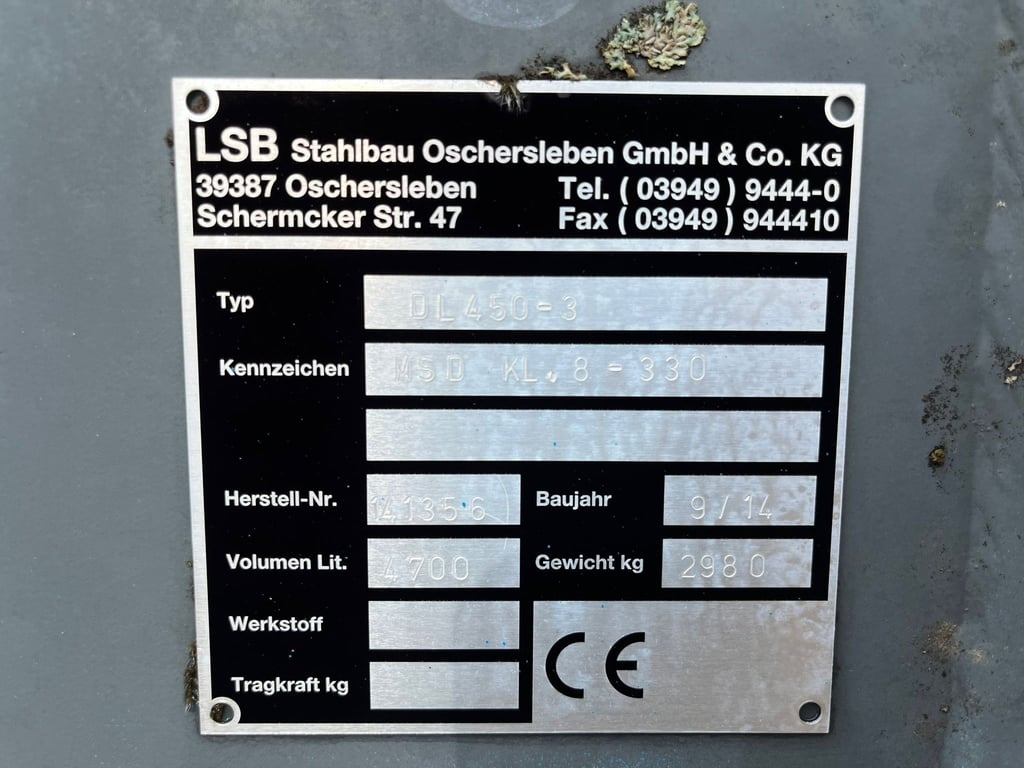 LSB Stahlbau Oschersleben GmbH & Co. KG
39387 Oschersleben Tel. ( 03949 ) 9444-0
Schermcker Str. 47 Fax ( 03949 ) 944410
Typ DL450-3
Kennzeichen MSD KL. 8-330
Herstell-Nr. 141356 Baujahr 9/14
Volumen Lit. 4700 Gewicht kg 2980
Werkstoff
Tragkraft kg
CE